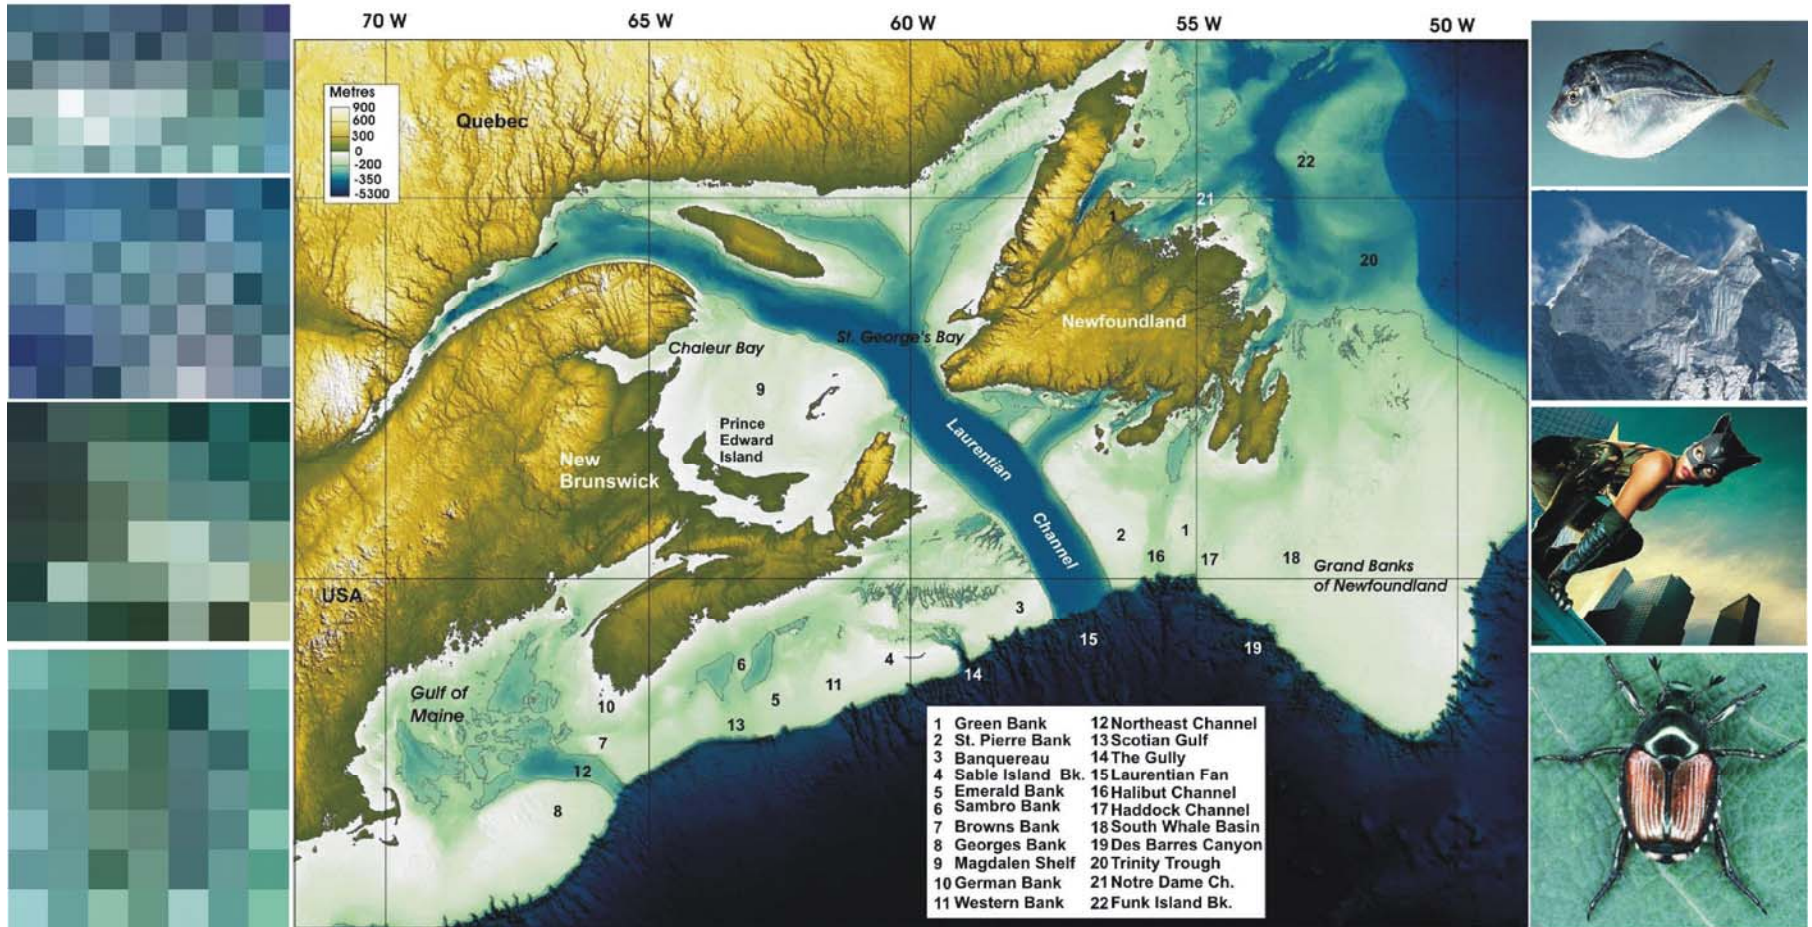 70 W 65 W 60 W 55 W 50 W
Metres
900
600
300
0
-200
-350
-5300
Quebec
22
21
1
20
St. George's Bay
Newfoundland
Chaleur Bay
9
Prince
Edward
Island
Laurentian
Channel
New
Brunswick
2
1
16
17
18
Grand Banks
of Newfoundland
USA
3
15
19
4
14
6
11
5
Gulf of
Maine
10
13
7
12
8
1 Green Bank
2 St. Pierre Bank
3 Banquereau
4 Sable Island Bk.
5 Emerald Bank
6 Sambro Bank
7 Browns Bank
8 Georges Bank
9 Magdalen Shelf
10 German Bank
11 Western Bank
12 Northeast Channel
13 Scotian Gulf
14 The Gully
15 Laurentian Fan
16 Halibut Channel
17 Haddock Channel
18 South Whale Basin
19 Des Barres Canyon
20 Trinity Trough
21 Notre Dame Ch.
22 Funk Island Bk.